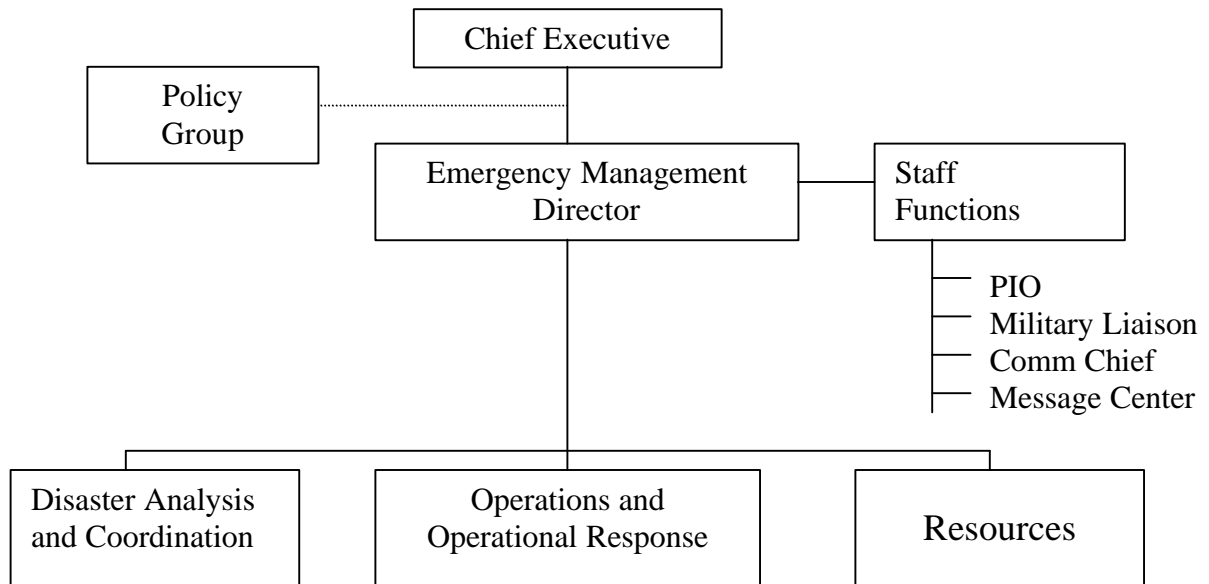 Chief Executive
Policy
Group
Emergency Management
Director
Staff
Functions
PIO
Military Liaison
Comm Chief
Message Center
Disaster Analysis
and Coordination
Operations and
Operational Response
Resources